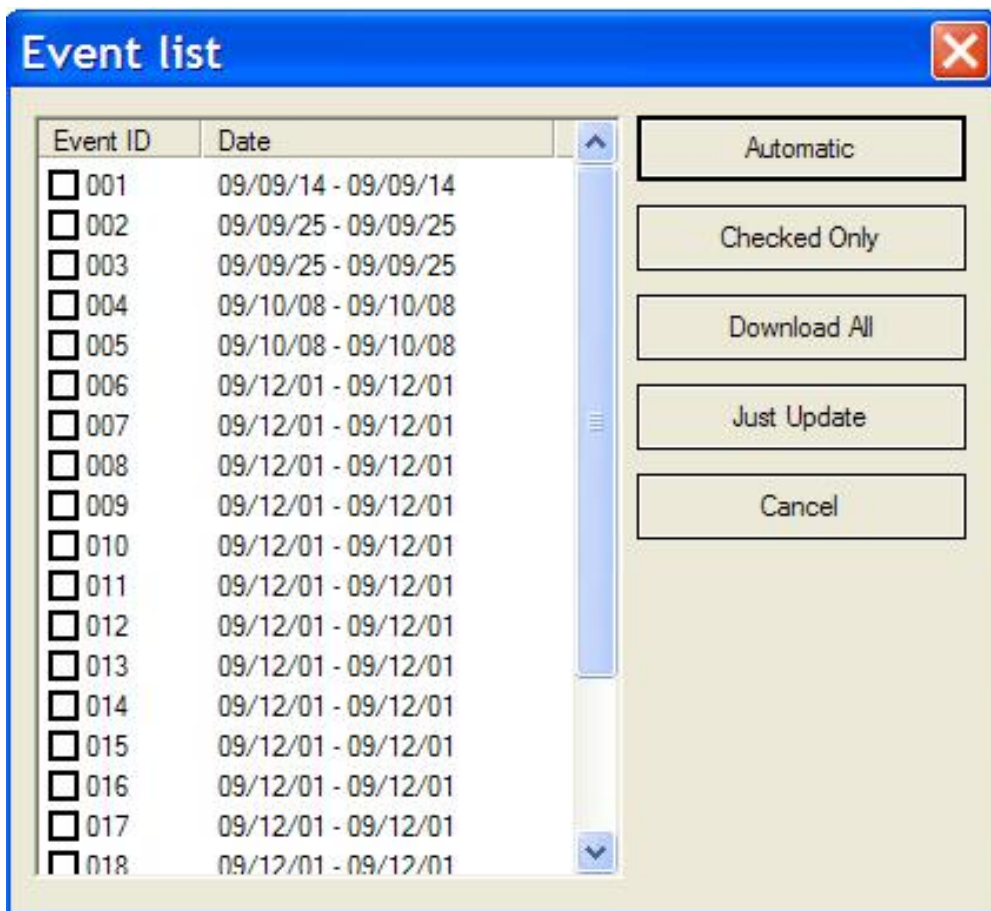 Event list
Event ID Date
001 09/09/14 - 09/09/14
002 09/09/25 - 09/09/25
003 09/09/25 - 09/09/25
004 09/10/08 - 09/10/08
005 09/10/08 - 09/10/08
006 09/12/01 - 09/12/01
007 09/12/01 - 09/12/01
008 09/12/01 - 09/12/01
009 09/12/01 - 09/12/01
010 09/12/01 - 09/12/01
011 09/12/01 - 09/12/01
012 09/12/01 - 09/12/01
013 09/12/01 - 09/12/01
014 09/12/01 - 09/12/01
015 09/12/01 - 09/12/01
016 09/12/01 - 09/12/01
017 09/12/01 - 09/12/01
018 09/12/01 - 09/12/01
Automatic
Checked Only
Download All
Just Update
Cancel